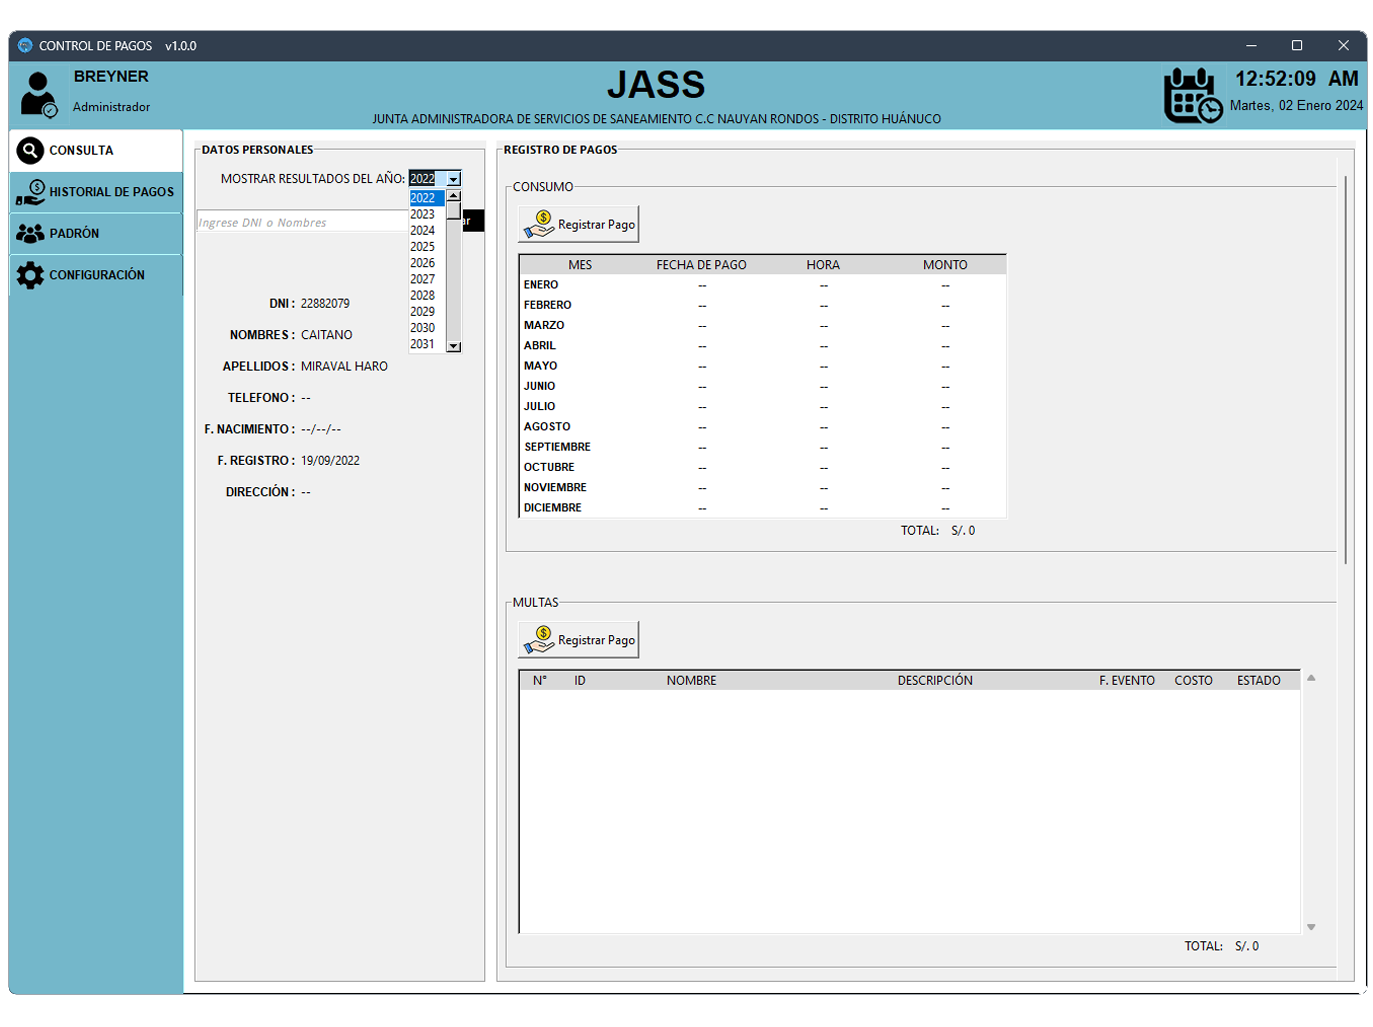 CONTROL DE PAGOS v1.0.0
BREYNER
Administrador
JASS
JUNTA ADMINISTRADORA DE SERVICIOS DE SANEAMIENTO C.C NAUYAN RONDOS - DISTRITO HUÁNUCO
12:52:09 AM
Martes, 02 Enero 2024
CONSULTA
HISTORIAL DE PAGOS
PADRÓN
CONFIGURACIÓN
DATOS PERSONALES
MOSTRAR RESULTADOS DEL AÑO: 2022
2022
2023
2024
2025
2026
2027
2028
2029
2030
2031
Ingrese DNI o Nombres
ar
DNI : 22882079
NOMBRES : CAITANO
APELLIDOS : MIRAVAL HARO
TELEFONO : --
F. NACIMIENTO : --/--/--
F. REGISTRO : 19/09/2022
DIRECCIÓN : --
REGISTRO DE PAGOS
CONSUMO
Registrar Pago
MES FECHA DE PAGO HORA MONTO
ENERO -- -- --
FEBRERO -- -- --
MARZO -- -- --
ABRIL -- -- --
MAYO -- -- --
JUNIO -- -- --
JULIO -- -- --
AGOSTO -- -- --
SEPTIEMBRE -- -- --
OCTUBRE -- -- --
NOVIEMBRE -- -- --
DICIEMBRE -- -- --
TOTAL: S/. 0
MULTAS
Registrar Pago
N° ID NOMBRE DESCRIPCIÓN F. EVENTO COSTO ESTADO
TOTAL: S/. 0